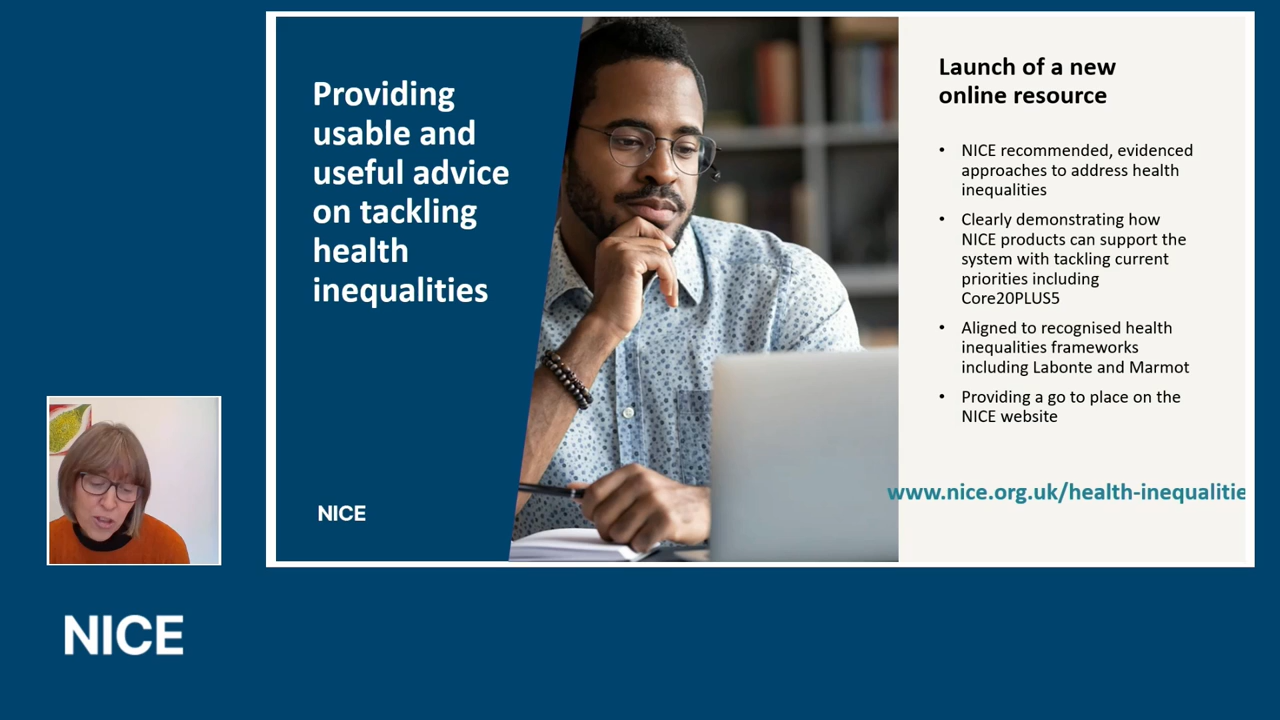 Providing
usable and
useful advice
on tackling
health
inequalities
NICE
Launch of a new
online resource
• NICE recommended, evidenced
approaches to address health
inequalities
• Clearly demonstrating how
NICE products can support the
system with tackling current
priorities including
Core20PLUS5
• Aligned to recognised health
inequalities frameworks
including Labonte and Marmot
• Providing a go to place on the
NICE website
www.nice.org.uk/health-inequalitie
NICE